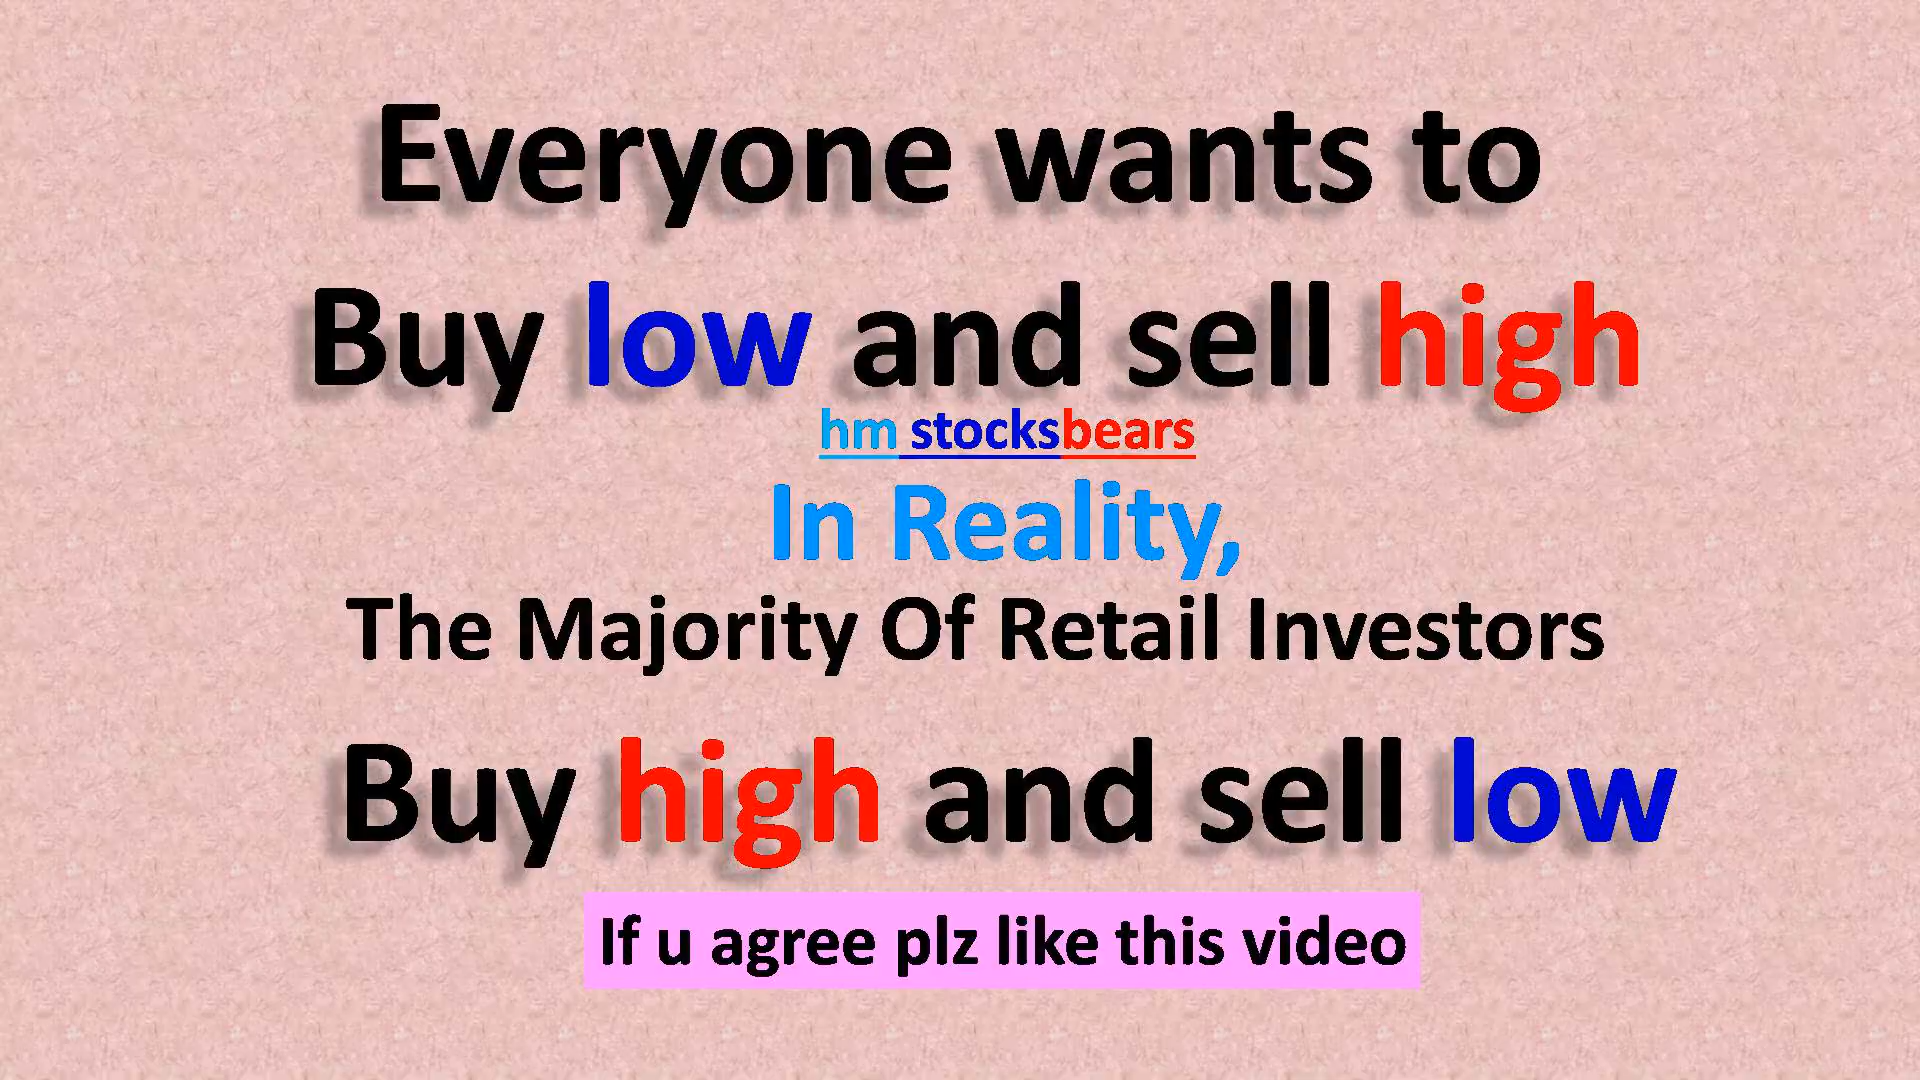 Everyone wants to
Buy low and sell high
hm stocksbears
In Reality,
The Majority Of Retail Investors
Buy high and sell low
If u agree plz like this video